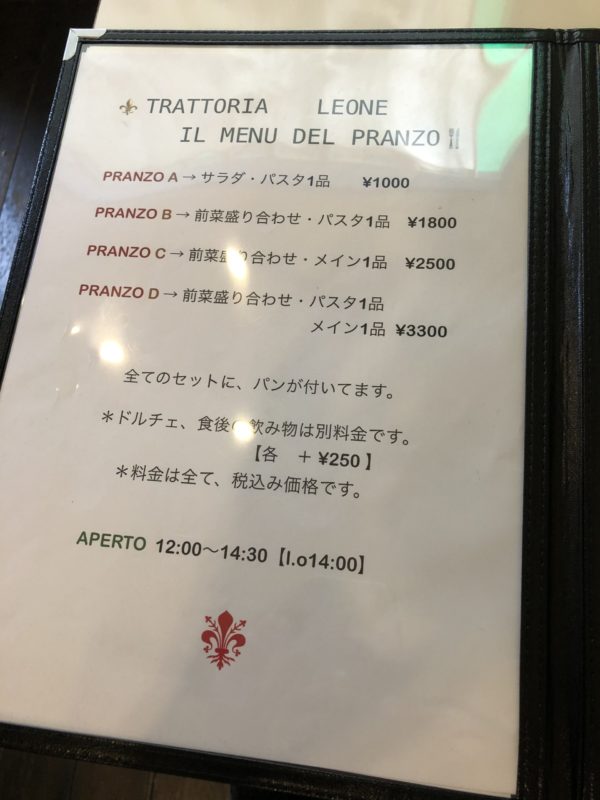 TRATTORIA LEONE
IL MENU DEL PRANZO
PRANZO A → サラダ・パスタ1品 ¥1000
PRANZO B → 前菜盛り合わせ・パスタ1品 ¥1800
PRANZO C → 前菜盛り合わせ・メイン1品 ¥2500
PRANZO D → 前菜盛り合わせ・パスタ1品
メイン1品 ¥3300
全てのセットに、パンが付いてます。
＊ドルチェ、食後の飲み物は別料金です。
【各 ＋ ¥250 】
＊料金は全て、税込み価格です。
APERTO 12:00～14:30【l.o14:00】